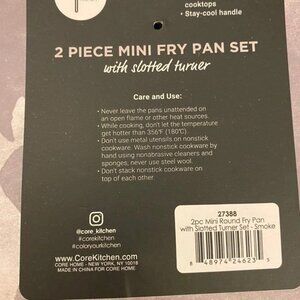 cooktops
• Stay-cool handle
2 PIECE MINI FRY PAN SET
with slotted turner
Care and Use:
• Never leave the pans unattended on
an open flame or other heat sources.
• While cooking, don't let the temperature
get hotter than 356°F (180°C).
• Don't use metal utensils on nonstick
cookware. Wash nonstick cookware by
hand using nonabrasive cleaners and
sponges, never use steel wool.
• Don't stack nonstick cookware on
top of each other.
@core_kitchen
#corekitchen
#coloryourkitchen
www.CoreKitchen.com
CORE HOME - NEW YORK, NY 10018
MADE IN CHINA FOR CORE HOME
27388
2pc Mini Round Fry Pan
with Slotted Turner Set - Smoke
8 48974 24623 5